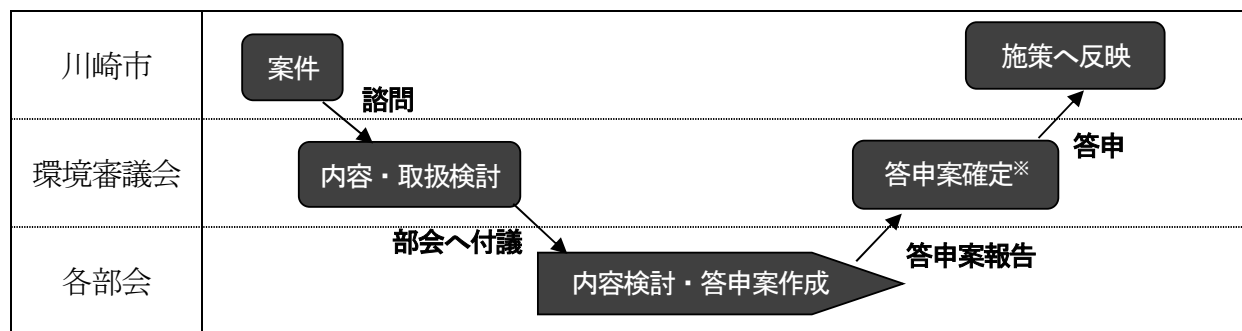 川崎市
案件
施策へ反映
諮問
答申
環境審議会
内容・取扱検討
答申案確定※
部会へ付議
答申案報告
各部会
内容検討・答申案作成